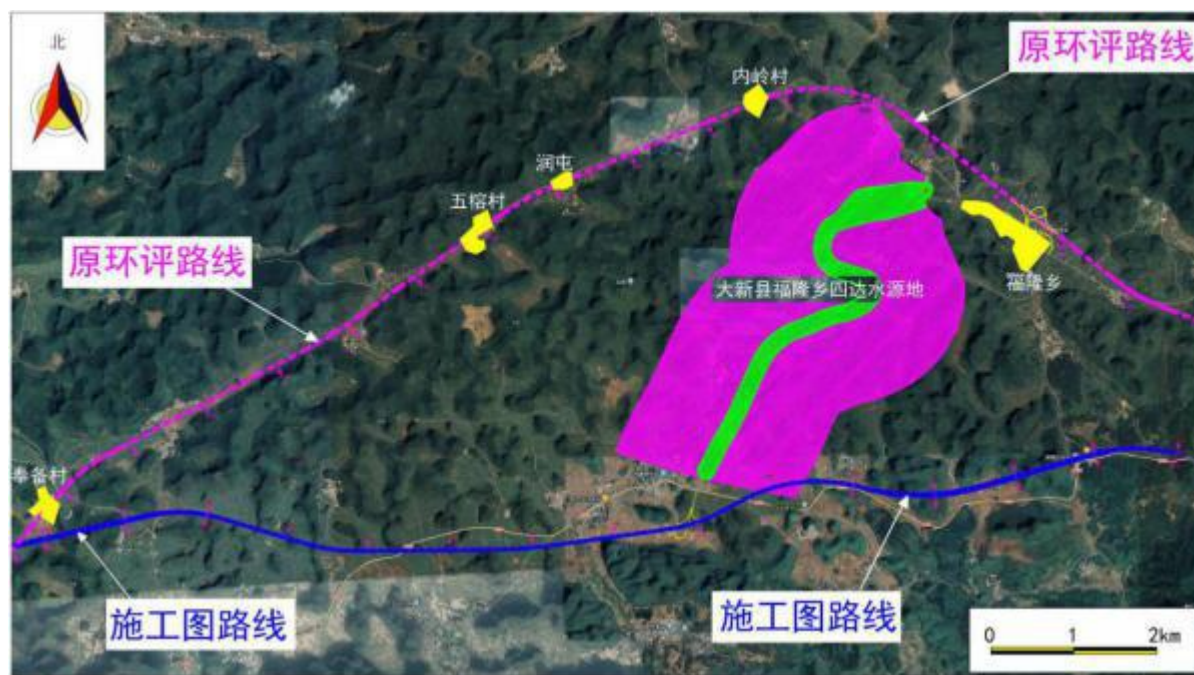 北
原环评路线
内岭村
润屯
五榕村
原环评路线
大新县福隆乡四达水源地
福隆乡
奉备村
施工图路线
施工图路线
0 1 2km